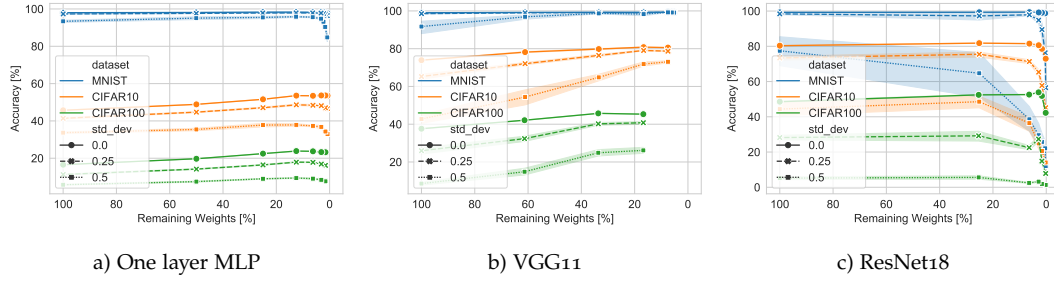 100
80
60
40
20
Accuracy [%]
dataset
MNIST
CIFAR10
CIFAR100
std_dev
0.0
0.25
0.5
100
80
60
40
20
0
Remaining Weights [%]
a) One layer MLP
100
80
60
40
20
Accuracy [%]
dataset
MNIST
CIFAR10
CIFAR100
std_dev
0.0
0.25
0.5
100
80
60
40
20
0
Remaining Weights [%]
b) VGG11
100
80
60
40
20
0
Accuracy [%]
dataset
MNIST
CIFAR10
CIFAR100
std_dev
0.0
0.25
0.5
100
80
60
40
20
0
Remaining Weights [%]
c) ResNet18